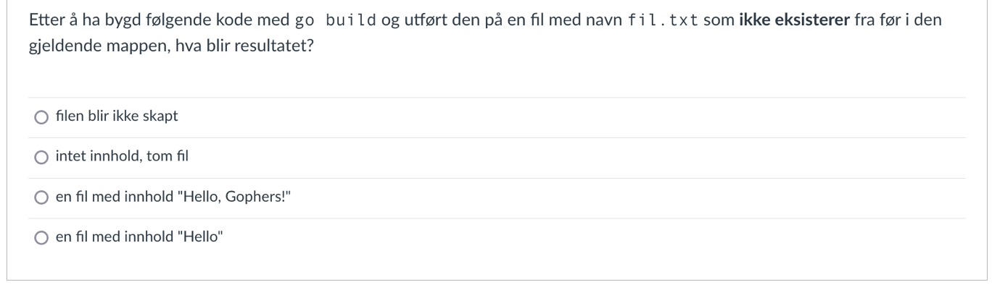 Etter å ha bygd følgende kode med go build og utført den på en fil med navn fil.txt som ikke eksisterer fra før i den
gjeldende mappen, hva blir resultatet?
filen blir ikke skapt
intet innhold, tom fil
en fil med innhold "Hello, Gophers!"
en fil med innhold "Hello"